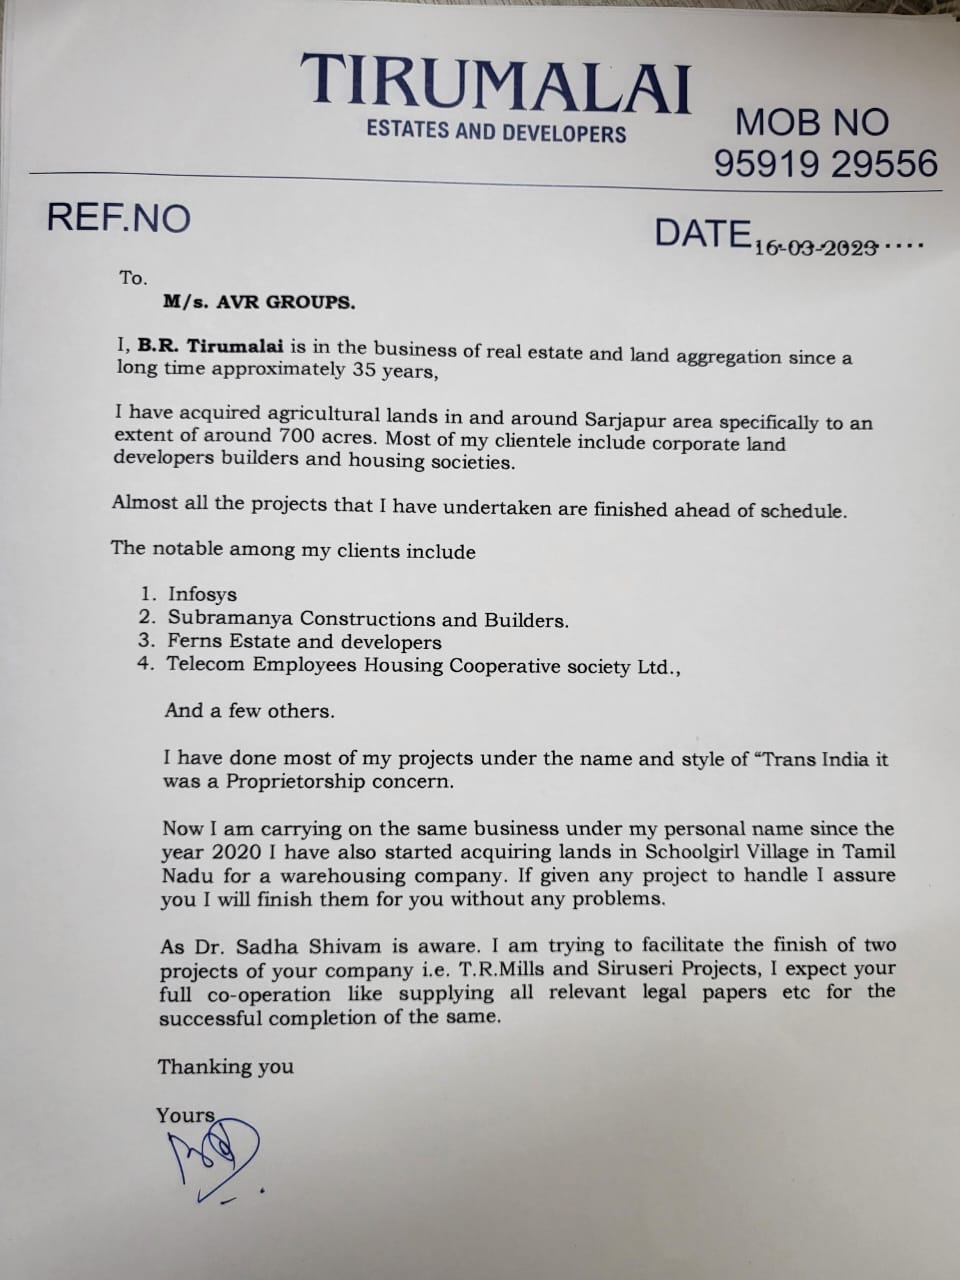 TIRUMALAI
ESTATES AND DEVELOPERS
MOB NO
95919 29556
REF.NO
DATE 16-03-2023....
To.
M/s. AVR GROUPS.
I, B.R. Tirumalai is in the business of real estate and land aggregation since a
long time approximately 35 years,
I have acquired agricultural lands in and around Sarjapur area specifically to an
extent of around 700 acres. Most of my clientele include corporate land
developers builders and housing societies.
Almost all the projects that I have undertaken are finished ahead of schedule.
The notable among my clients include
1. Infosys
2. Subramanya Constructions and Builders.
3. Ferns Estate and developers
4. Telecom Employees Housing Cooperative society Ltd.,
And a few others.
I have done most of my projects under the name and style of “Trans India it
was a Proprietorship concern.
Now I am carrying on the same business under my personal name since the
year 2020 I have also started acquiring lands in Schoolgirl Village in Tamil
Nadu for a warehousing company. If given any project to handle I assure
you I will finish them for you without any problems.
As Dr. Sadha Shivam is aware. I am trying to facilitate the finish of two
projects of your company i.e. T.R.Mills and Siruseri Projects, I expect your
full co-operation like supplying all relevant legal papers etc for the
successful completion of the same.
Thanking you
Yours